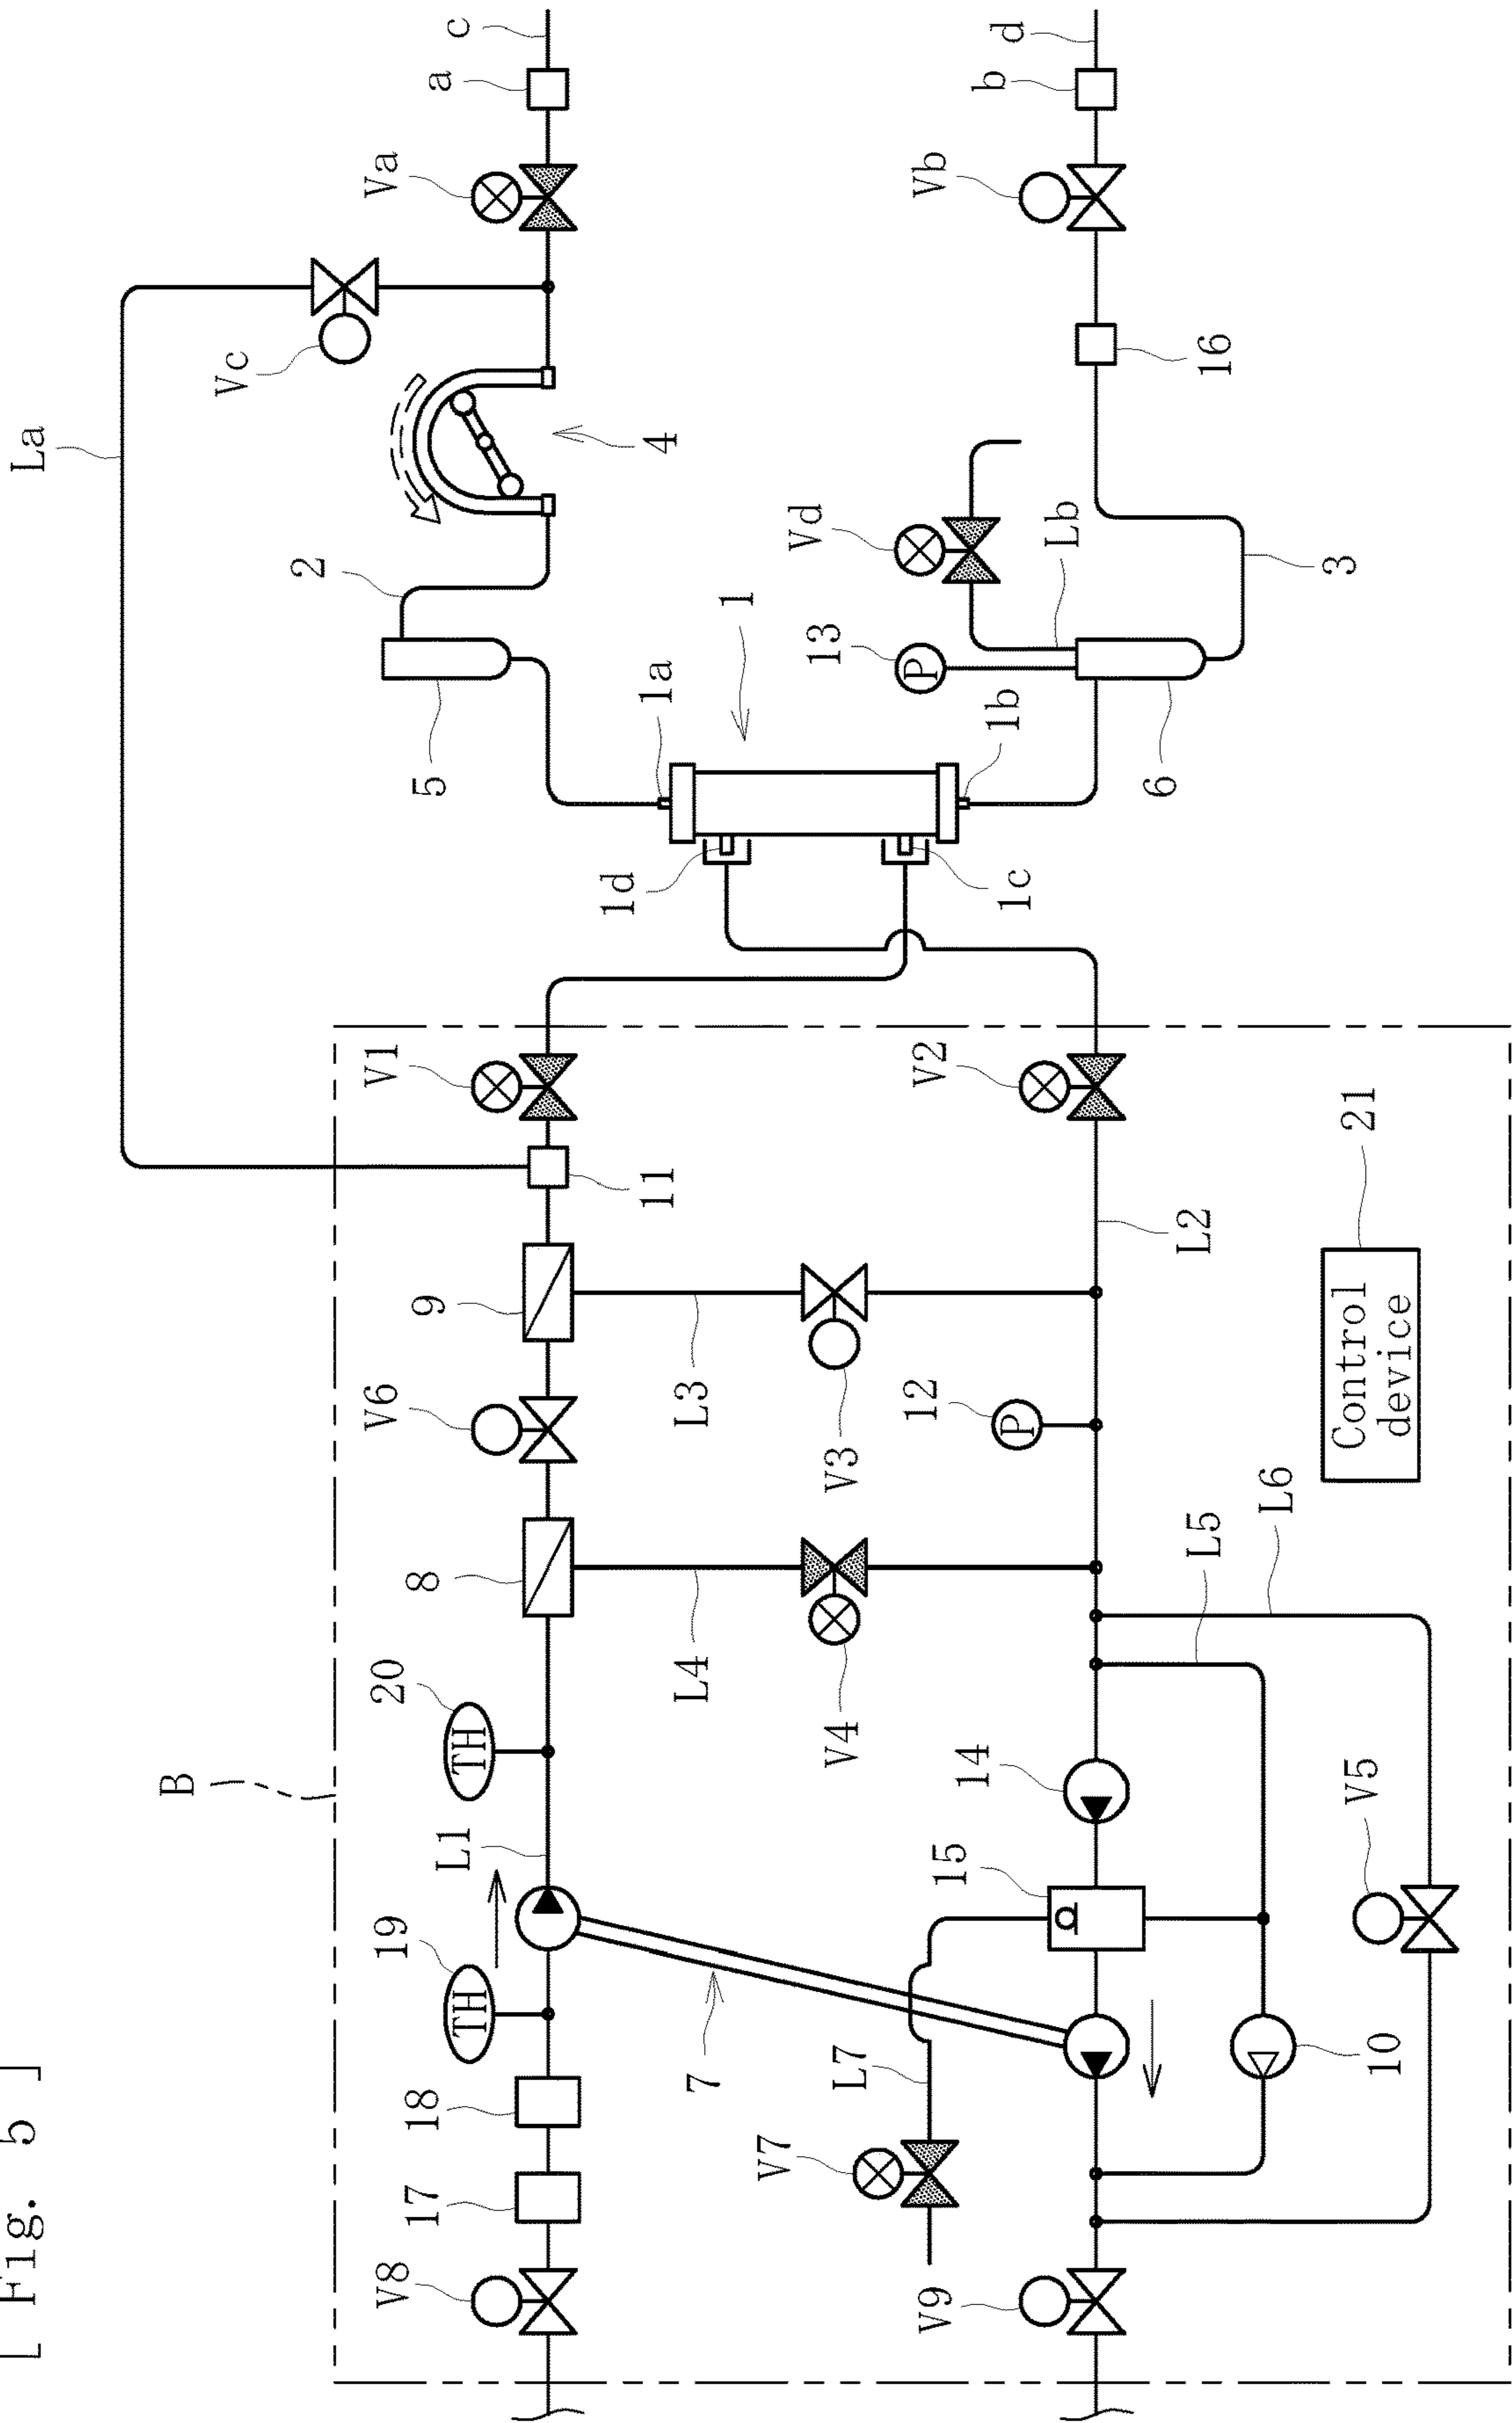 [ Fig. 5 ]
La
B
Vc
2
V8
19
20
V6
V1
Va
17
18
8
9
5
a
c
L1
TH
TH
1d
11
1a
4
7
L4
L3
1
V7
L7
V4
V3
13
Vd
V9
15
14
12
V2
P
Vb
b
d
P
1c
1b
Lb
6
L2
L5
16
L6
3
V5
21
10
Control
device